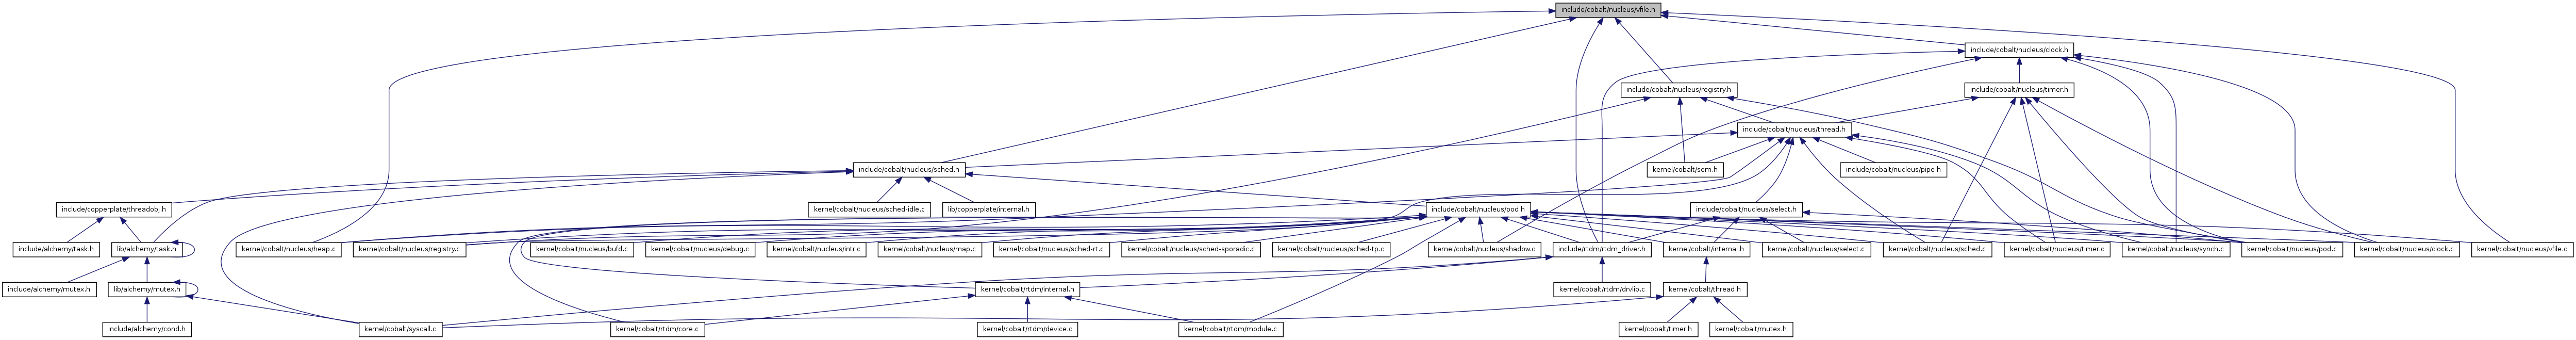 include/cobalt/nucleus/vfile.h
include/cobalt/nucleus/clock.h
include/cobalt/nucleus/registry.h
include/cobalt/nucleus/timer.h
include/cobalt/nucleus/thread.h
include/cobalt/nucleus/sched.h
kernel/cobalt/sem.h
include/cobalt/nucleus/pipe.h
include/copperplate/threadobj.h
kernel/cobalt/nucleus/sched-idle.c
lib/copperplate/internal.h
include/cobalt/nucleus/pod.h
include/cobalt/nucleus/select.h
include/alchemy/task.h
lib/alchemy/task.h
kernel/cobalt/nucleus/heap.c
kernel/cobalt/nucleus/registry.c
kernel/cobalt/nucleus/bufd.c
kernel/cobalt/nucleus/debug.c
kernel/cobalt/nucleus/intr.c
kernel/cobalt/nucleus/map.c
kernel/cobalt/nucleus/sched-rt.c
kernel/cobalt/nucleus/sched-sporadic.c
kernel/cobalt/nucleus/sched-tp.c
kernel/cobalt/nucleus/shadow.c
include/rtdm/rtdm_driver.h
kernel/cobalt/internal.h
kernel/cobalt/nucleus/select.c
kernel/cobalt/nucleus/sched.c
kernel/cobalt/nucleus/timer.c
kernel/cobalt/nucleus/synch.c
kernel/cobalt/nucleus/pod.c
kernel/cobalt/nucleus/clock.c
kernel/cobalt/nucleus/vfile.c
include/alchemy/mutex.h
lib/alchemy/mutex.h
kernel/cobalt/rtdm/internal.h
kernel/cobalt/rtdm/drvlib.c
kernel/cobalt/thread.h
include/alchemy/cond.h
kernel/cobalt/syscall.c
kernel/cobalt/rtdm/core.c
kernel/cobalt/rtdm/device.c
kernel/cobalt/rtdm/module.c
kernel/cobalt/timer.h
kernel/cobalt/mutex.h